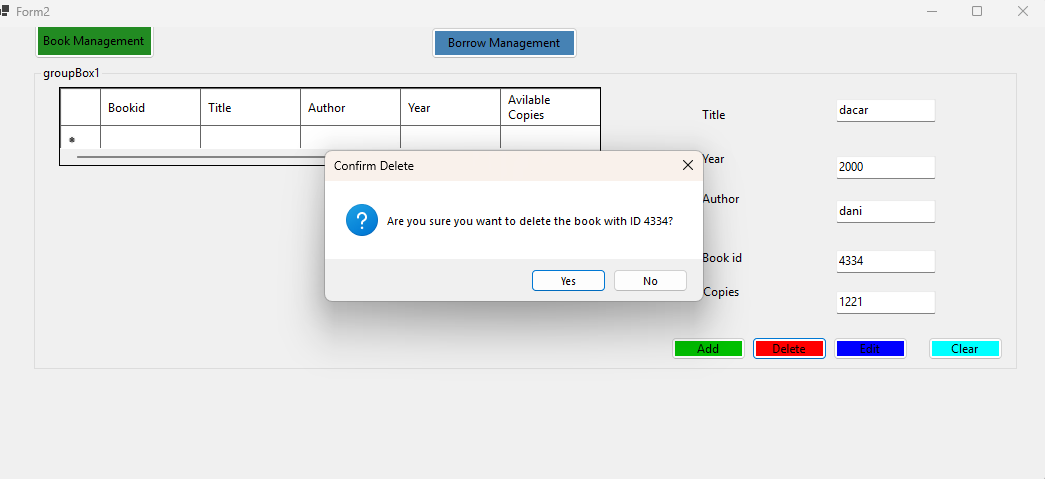 Form2
Book Management
Borrow Management
groupBox1
Bookid
Title
Author
Year
Avilable
Copies
Title
dacar
Year
2000
Author
dani
Book id
4334
Copies
1221
Confirm Delete
Are you sure you want to delete the book with ID 4334?
Yes
No
Add
Delete
Edit
Clear